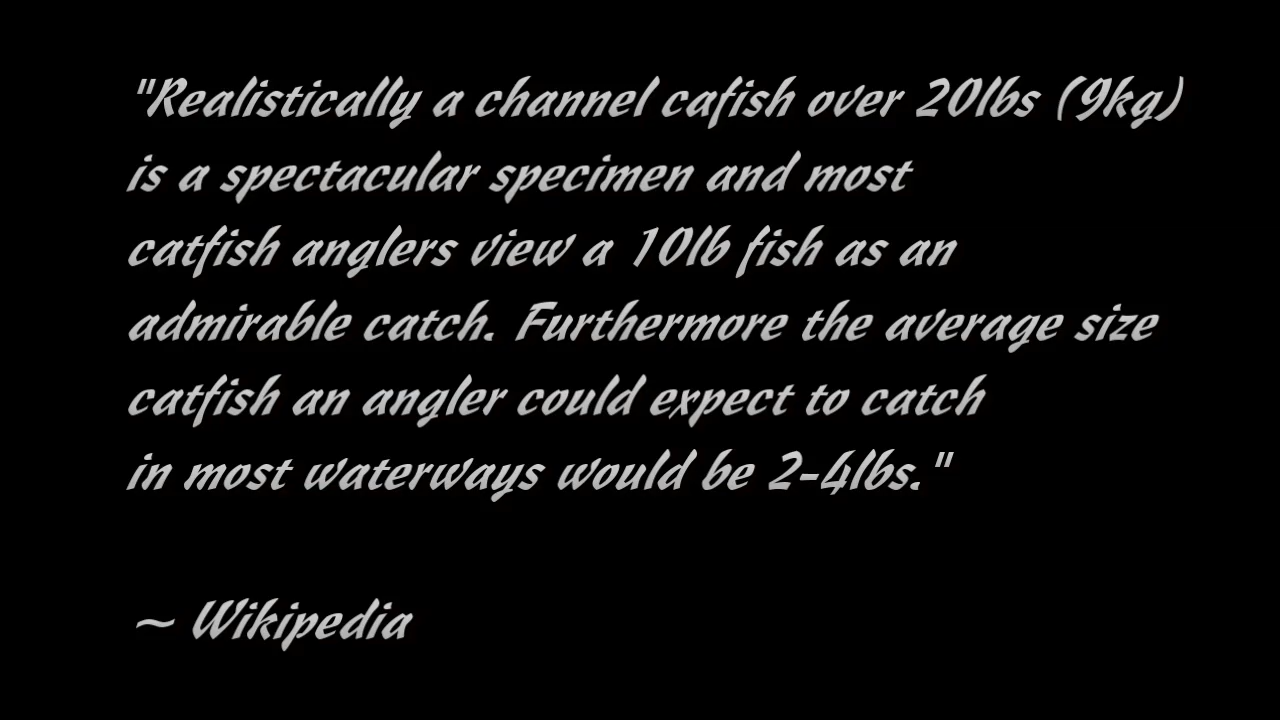 "Realistically a channel cafish over 20lbs (9kg)
is a spectacular specimen and most
catfish anglers view a 10lb fish as an
admirable catch. Furthermore the average size
catfish an angler could expect to catch
in most waterways would be 2-4lbs."
~ Wikipedia